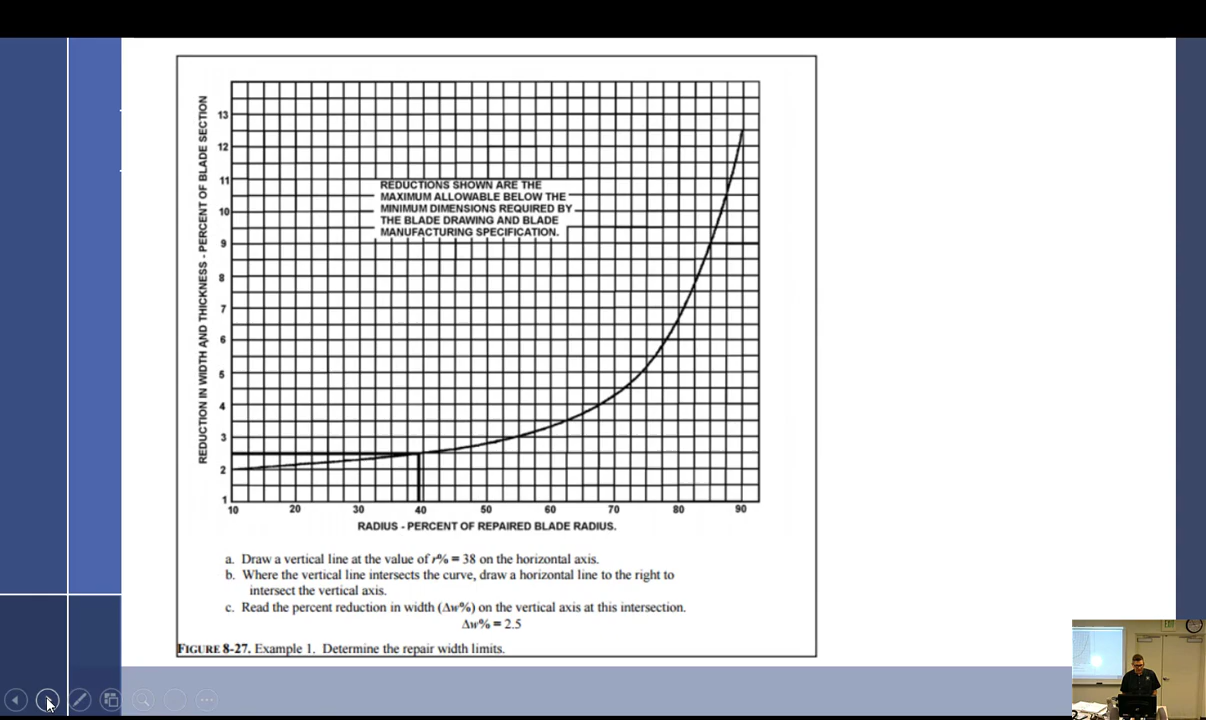 REDUCTION IN WIDTH AND THICKNESS - PERCENT OF BLADE SECTION
13
12
11
10
9
8
7
6
5
4
3
2
1
REDUCTIONS SHOWN ARE THE
MAXIMUM ALLOWABLE BELOW THE
MINIMUM DIMENSIONS REQUIRED BY
THE BLADE DRAWING AND BLADE
MANUFACTURING SPECIFICATION.
10 20 30 40 50 60 70 80 90
RADIUS - PERCENT OF REPAIRED BLADE RADIUS.
a. Draw a vertical line at the value of r% = 38 on the horizontal axis.
b. Where the vertical line intersects the curve, draw a horizontal line to the right to
intersect the vertical axis.
c. Read the percent reduction in width (Δw%) on the vertical axis at this intersection.
Δw% = 2.5
FIGURE 8-27. Example 1. Determine the repair width limits.